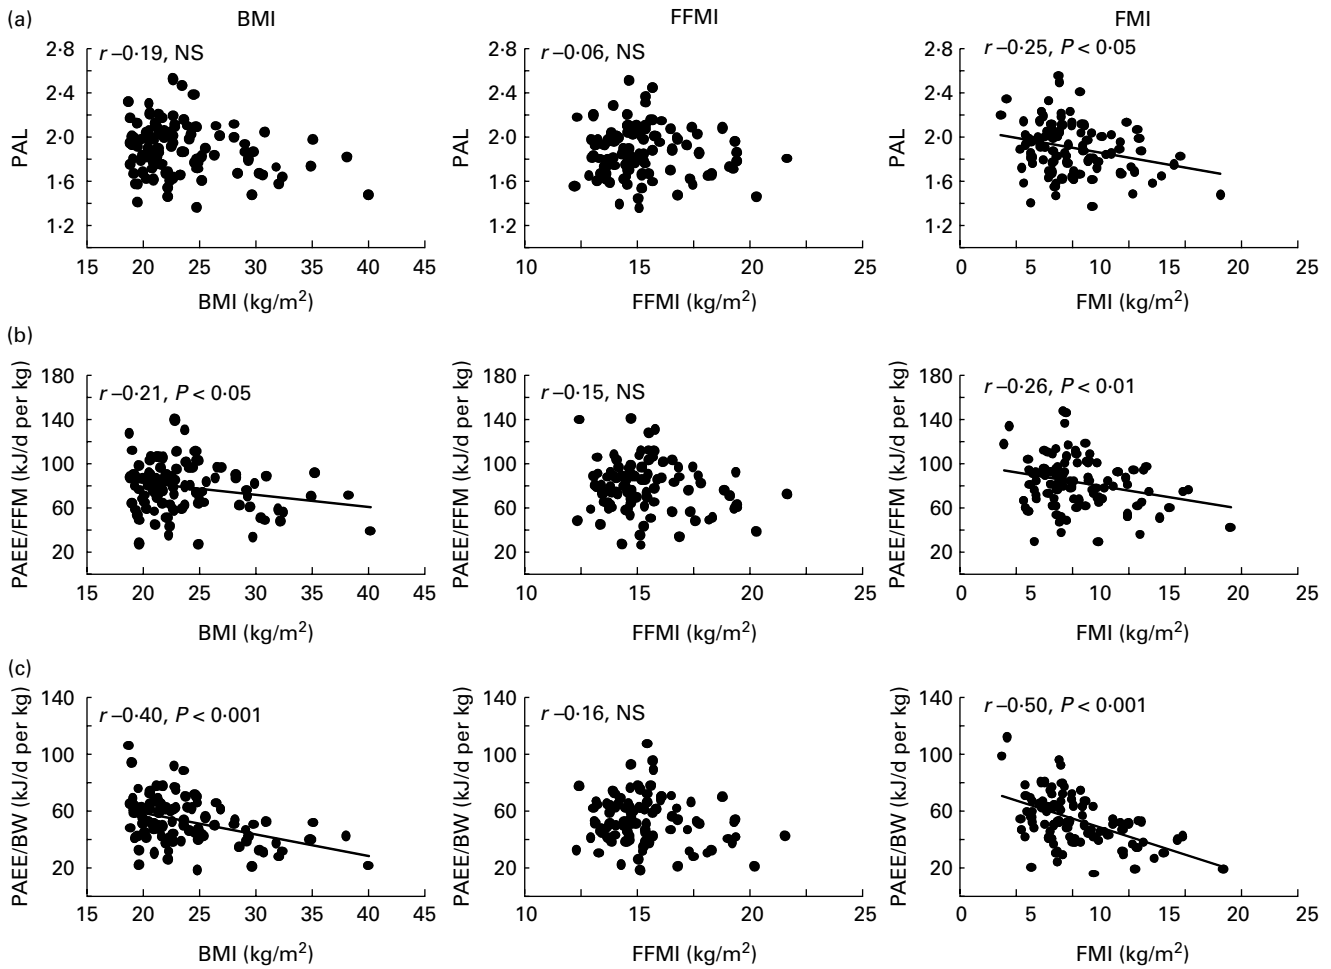 (a)
BMI
FFMI
FMI
r –0·19, NS
r –0·06, NS
r –0·25, P < 0·05
PAL
2·8
2·4
2·0
1·6
1·2
15 20 25 30 35 40 45
BMI (kg/m²)
PAL
2·8
2·4
2·0
1·6
1·2
10 15 20 25
FFMI (kg/m²)
PAL
2·8
2·4
2·0
1·6
1·2
0 5 10 15 20 25
FMI (kg/m²)
(b)
r –0·21, P < 0·05
r –0·15, NS
r –0·26, P < 0·01
PAEE/FFM (kJ/d per kg)
180
140
100
60
20
15 20 25 30 35 40 45
BMI (kg/m²)
PAEE/FFM (kJ/d per kg)
180
140
100
60
20
10 15 20 25
FFMI (kg/m²)
PAEE/FFM (kJ/d per kg)
180
140
100
60
20
0 5 10 15 20 25
FMI (kg/m²)
(c)
r –0·40, P < 0·001
r –0·16, NS
r –0·50, P < 0·001
PAEE/BW (kJ/d per kg)
140
100
60
20
15 20 25 30 35 40 45
BMI (kg/m²)
PAEE/BW (kJ/d per kg)
140
100
60
20
10 15 20 25
FFMI (kg/m²)
PAEE/BW (kJ/d per kg)
140
100
60
20
0 5 10 15 20 25
FMI (kg/m²)